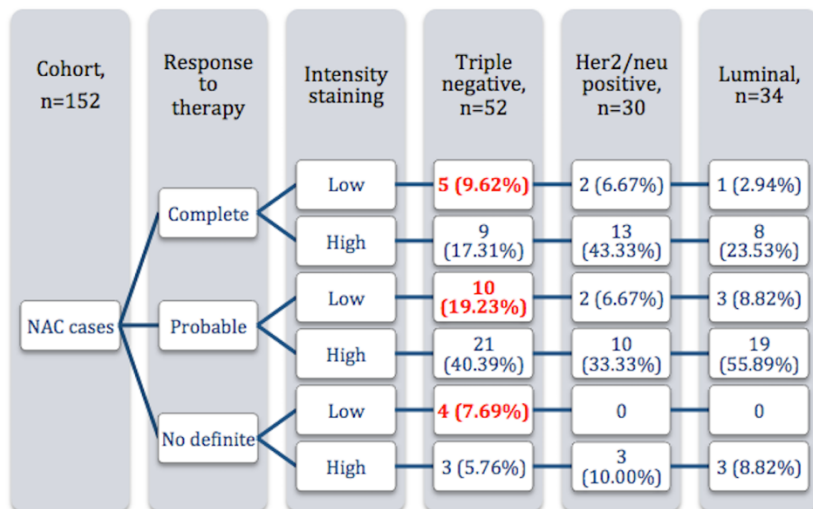 Cohort,
n=152
Response
to
therapy
Intensity
staining
Triple
negative,
n=52
Her2/neu
positive,
n=30
Luminal,
n=34
NAC cases
Complete
Low
5 (9.62%)
2 (6.67%)
1 (2.94%)
High
9
(17.31%)
13
(43.33%)
8
(23.53%)
Probable
Low
10
(19.23%)
2 (6.67%)
3 (8.82%)
High
21
(40.39%)
10
(33.33%)
19
(55.89%)
No definite
Low
4 (7.69%)
0
0
High
3 (5.76%)
3
(10.00%)
3 (8.82%)